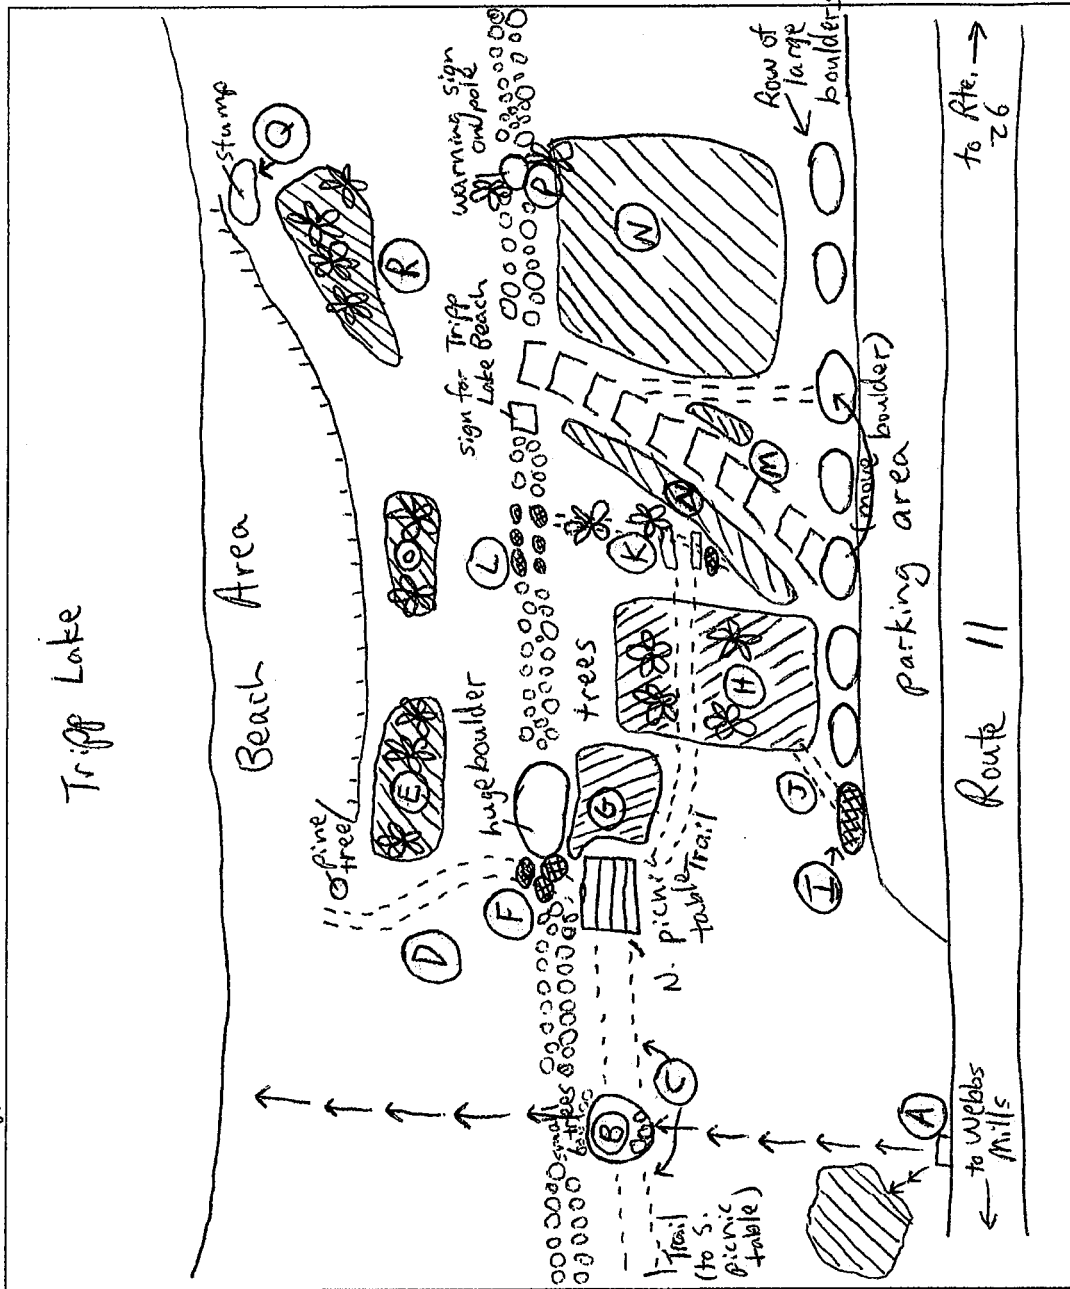 Tripp Lake
Beach Area
stump
Q
R
pine
tree
E
O
D
warning sign
and pole
P
sign for Tripp
Lake Beach
L
huge boulder
F
small
trees
trees
Row of
large
boulders
N
N
K
M
H
G
J
I
N. picnic
table Trail
B
C
A
Trail
(to S.
picnic
table)
(move boulder)
parking area
← to Webbs
Mills
Route 11
to Rte. →
26